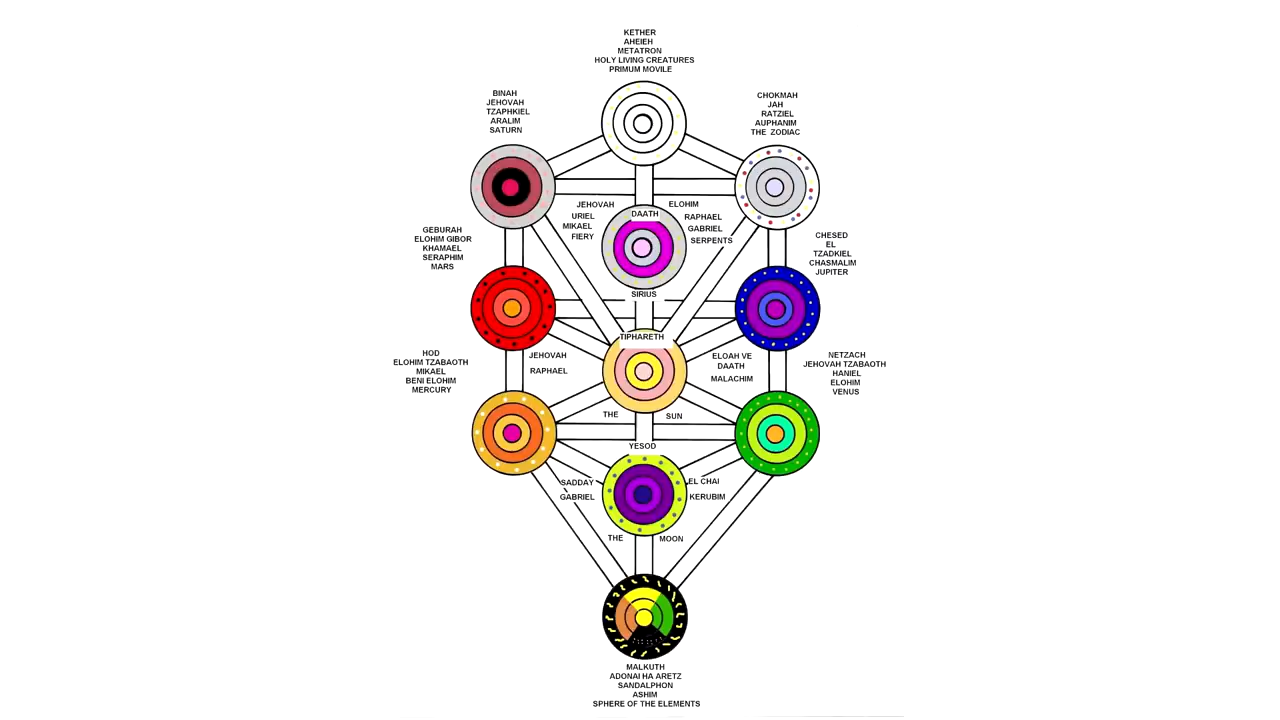 KETHER
AHEIEH
METATRON
HOLY LIVING CREATURES
PRIMUM MOVILE
BINAH
JEHOVAH
TZAPHKIEL
ARALIM
SATURN
CHOKMAH
JAH
RATZIEL
AUPHANIM
THE ZODIAC
JEHOVAH
URIEL
MIKAEL
FIERY
DAATH
ELOHIM
RAPHAEL
GABRIEL
SERPENTS
SIRIUS
GEBURAH
ELOHIM GIBOR
KHAMAEL
SERAPHIM
MARS
CHESED
EL
TZADKIEL
CHASMALIM
JUPITER
TIPHARETH
JEHOVAH
RAPHAEL
ELOAH VE
DAATH
MALACHIM
THE SUN
HOD
ELOHIM TZABAOTH
MIKAEL
BENI ELOHIM
MERCURY
NETZACH
JEHOVAH TZABAOTH
HANIEL
ELOHIM
VENUS
YESOD
SADDAY
GABRIEL
EL CHAI
KERUBIM
THE MOON
MALKUTH
ADONAI HA ARETZ
SANDALPHON
ASHIM
SPHERE OF THE ELEMENTS